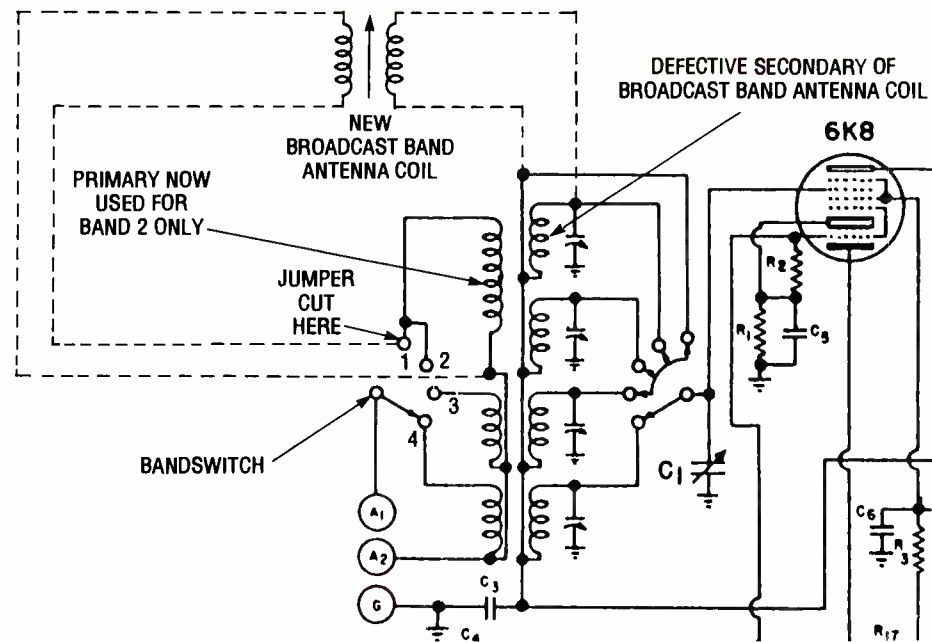 DEFECTIVE SECONDARY OF
BROADCAST BAND ANTENNA COIL
6K8
NEW
BROADCAST BAND
ANTENNA COIL
PRIMARY NOW
USED FOR
BAND 2 ONLY
JUMPER
CUT
HERE
1
2
3
4
BANDSWITCH
A1
A2
G
C3
C4
C1
R2
R1
C5
C6
R3
R17